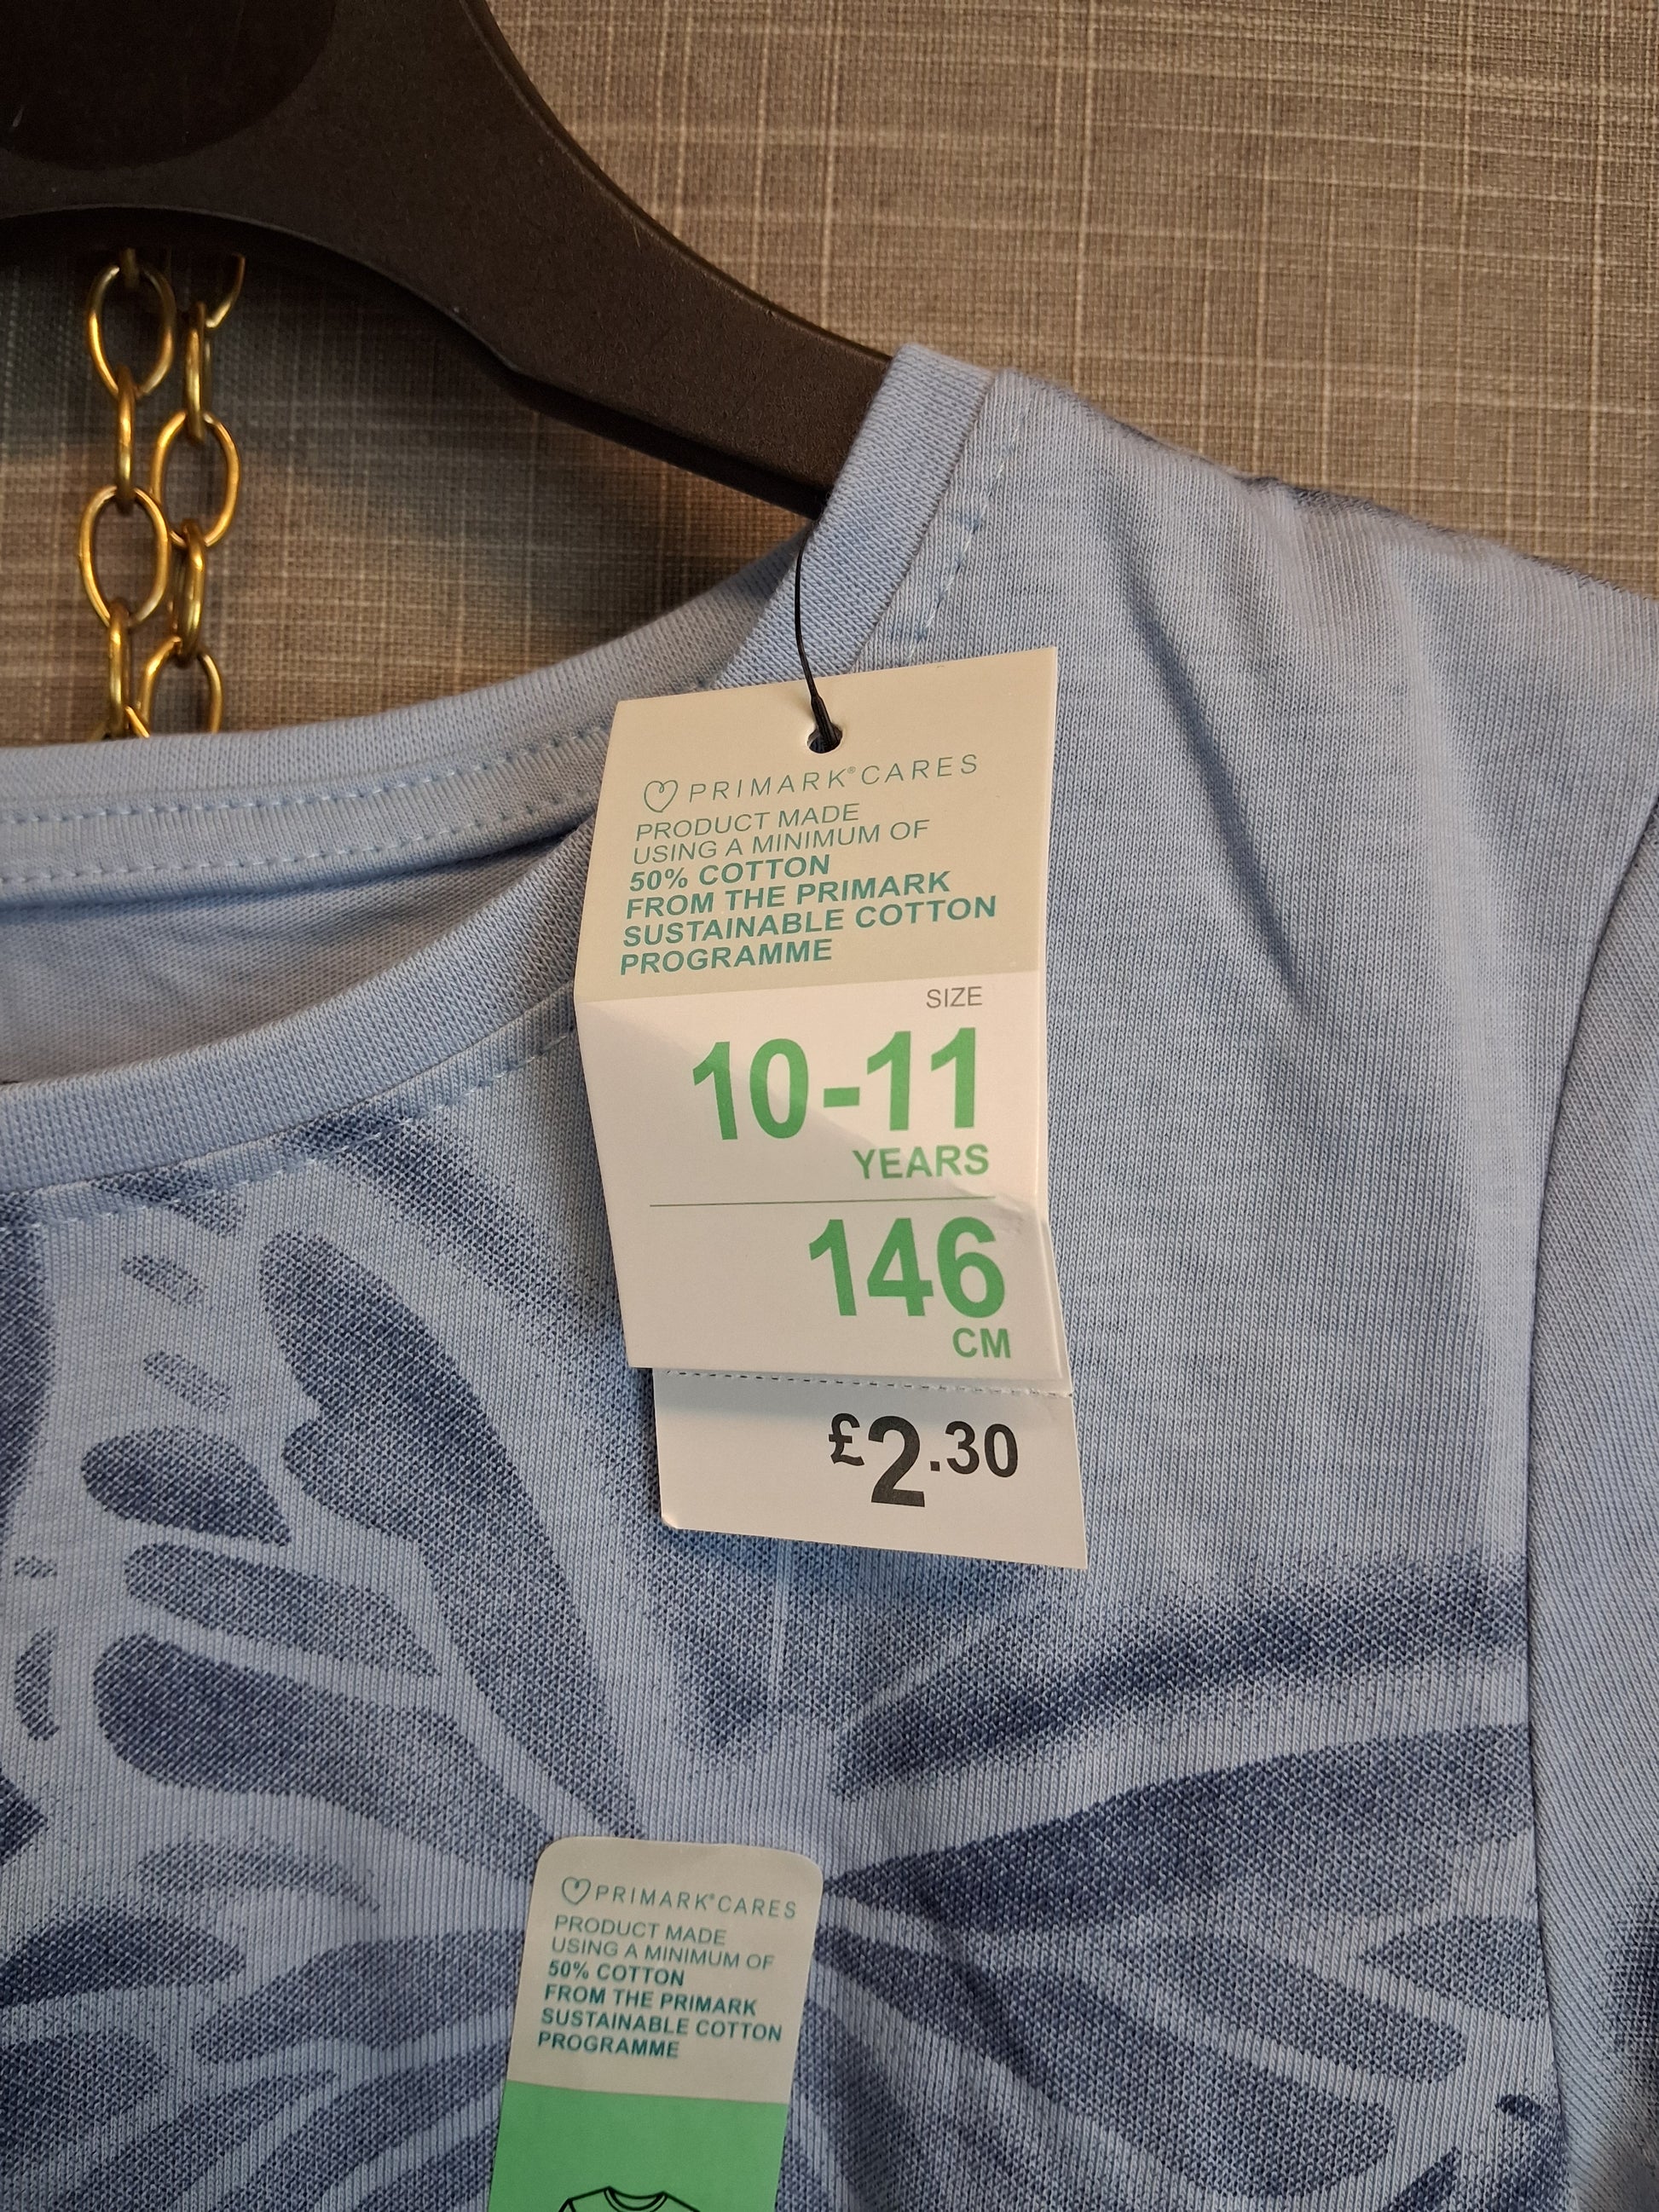 PRIMARK®CARES
PRODUCT MADE
USING A MINIMUM OF
50% COTTON
FROM THE PRIMARK
SUSTAINABLE COTTON
PROGRAMME
SIZE
10-11
YEARS
146
CM
£2.30
PRIMARK®CARES
PRODUCT MADE
USING A MINIMUM OF
50% COTTON
FROM THE PRIMARK
SUSTAINABLE COTTON
PROGRAMME